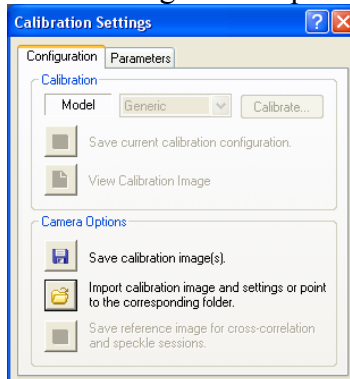 Calibration Settings
Configuration Parameters
Calibration
Model Generic Calibrate...
Save current calibration configuration.
View Calibration Image
Camera Options
Save calibration image(s).
Import calibration image and settings or point
to the corresponding folder.
Save reference image for cross-correlation
and speckle sessions.